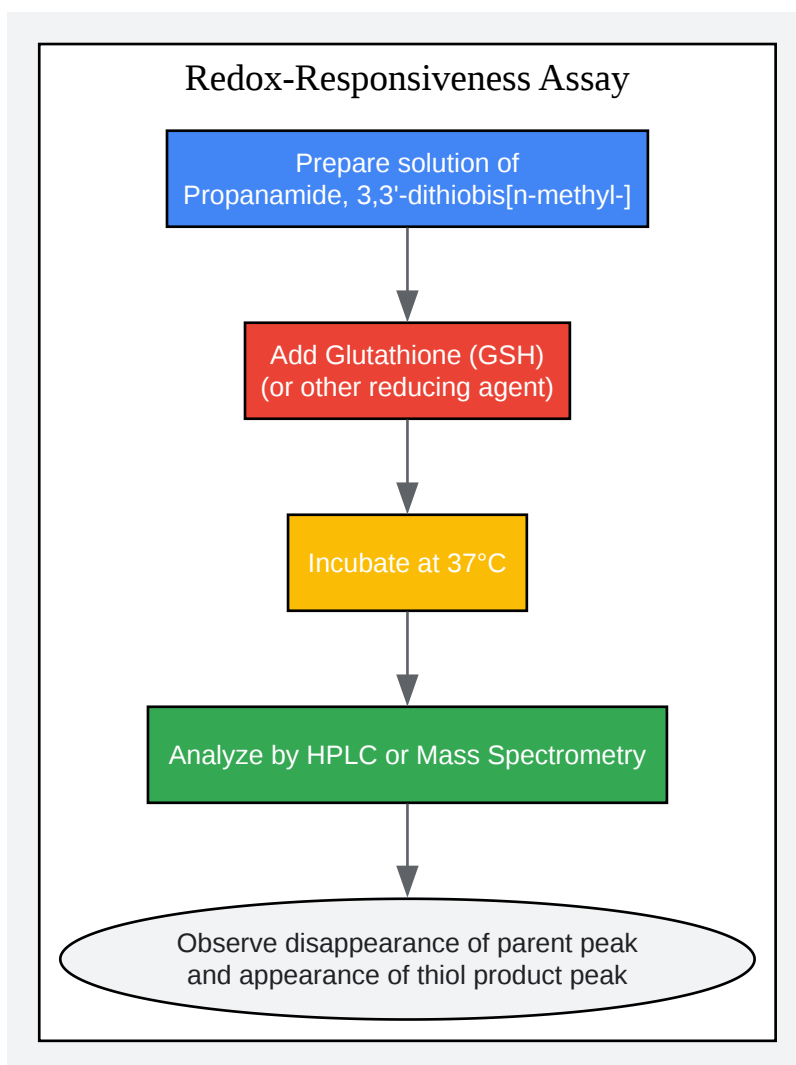 Redox-Responsiveness Assay
Prepare solution of
Propanamide, 3,3'-dithiobis[n-methyl-]
Add Glutathione (GSH)
(or other reducing agent)
Incubate at 37°C
Analyze by HPLC or Mass Spectrometry
Observe disappearance of parent peak
and appearance of thiol product peak